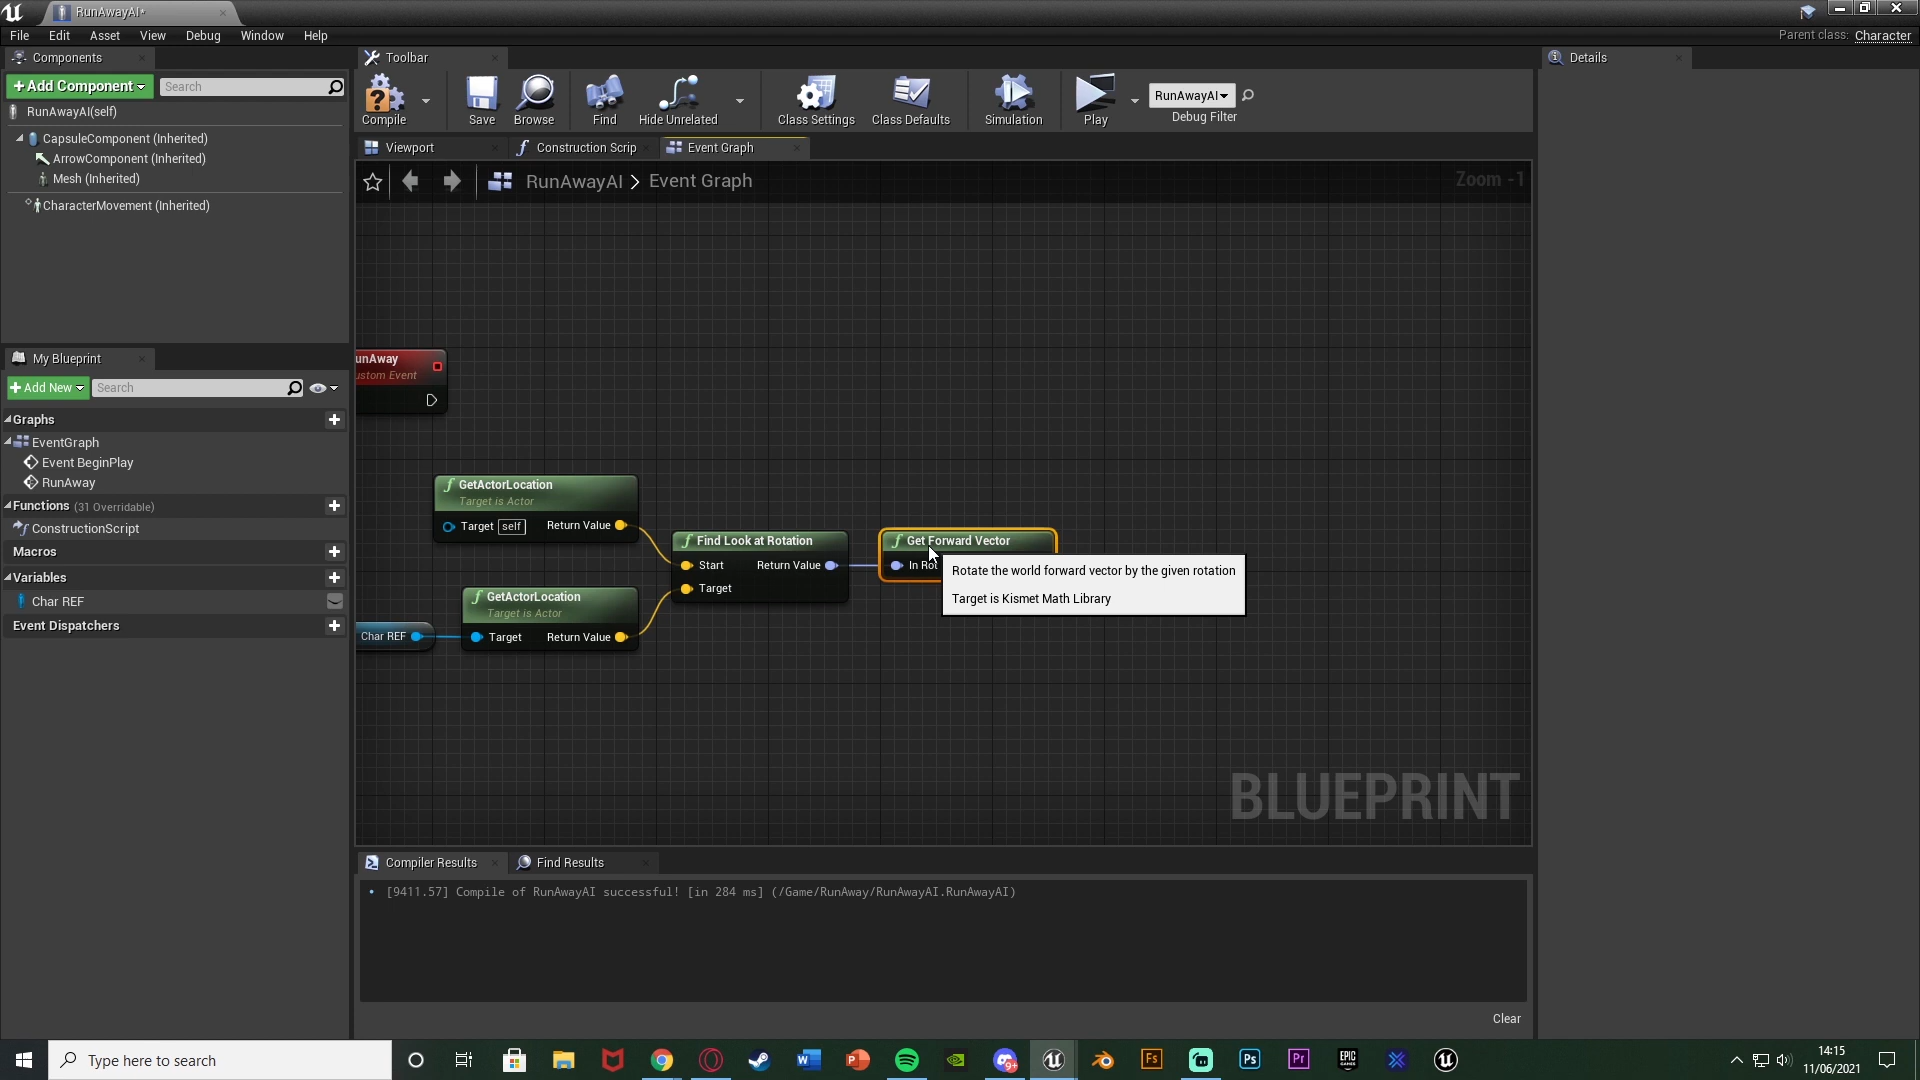 RunAwayAI*
File Edit Asset View Debug Window Help
Parent class: Character
Components
+ Add Component
Search
RunAwayAI(self)
CapsuleComponent (Inherited)
ArrowComponent (Inherited)
Mesh (Inherited)
CharacterMovement (Inherited)
My Blueprint
+ Add New
Search
Graphs
EventGraph
Event BeginPlay
RunAway
Functions (31 Overridable)
ConstructionScript
Macros
Variables
Char REF
Event Dispatchers
Toolbar
Compile
Save
Browse
Find
Hide Unrelated
Class Settings
Class Defaults
Simulation
Play
RunAwayAI
Debug Filter
Viewport
Construction Scrip
Event Graph
RunAwayAI > Event Graph
Zoom -1
unAway
ustom Event
GetActorLocation
Target is Actor
Target self Return Value
GetActorLocation
Target is Actor
Target Return Value
Char REF
Find Look at Rotation
Start Return Value
Target
Get Forward Vector
In Rot
Rotate the world forward vector by the given rotation
Target is Kismet Math Library
BLUEPRINT
Compiler Results
Find Results
[9411.57] Compile of RunAwayAI successful! [in 284 ms] (/Game/RunAway/RunAwayAI.RunAwayAI)
Clear
Details
Type here to search
14:15
11/06/2021